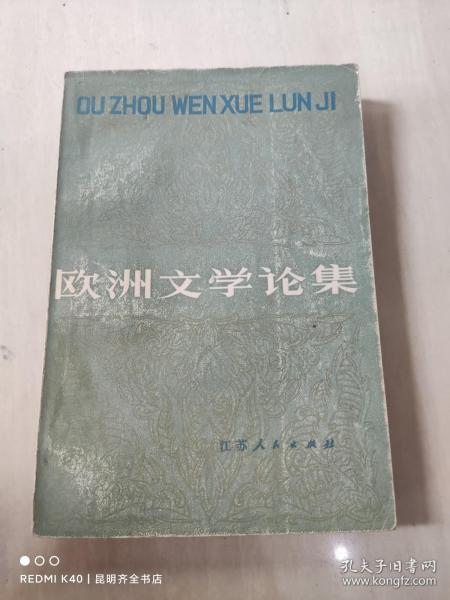 OU ZHOU WEN XUE LUN JI
欧洲文学论集
江苏人民出版社
REDMI K40 | 昆明齐全书店
孔夫子旧书网
www.kongfz.com